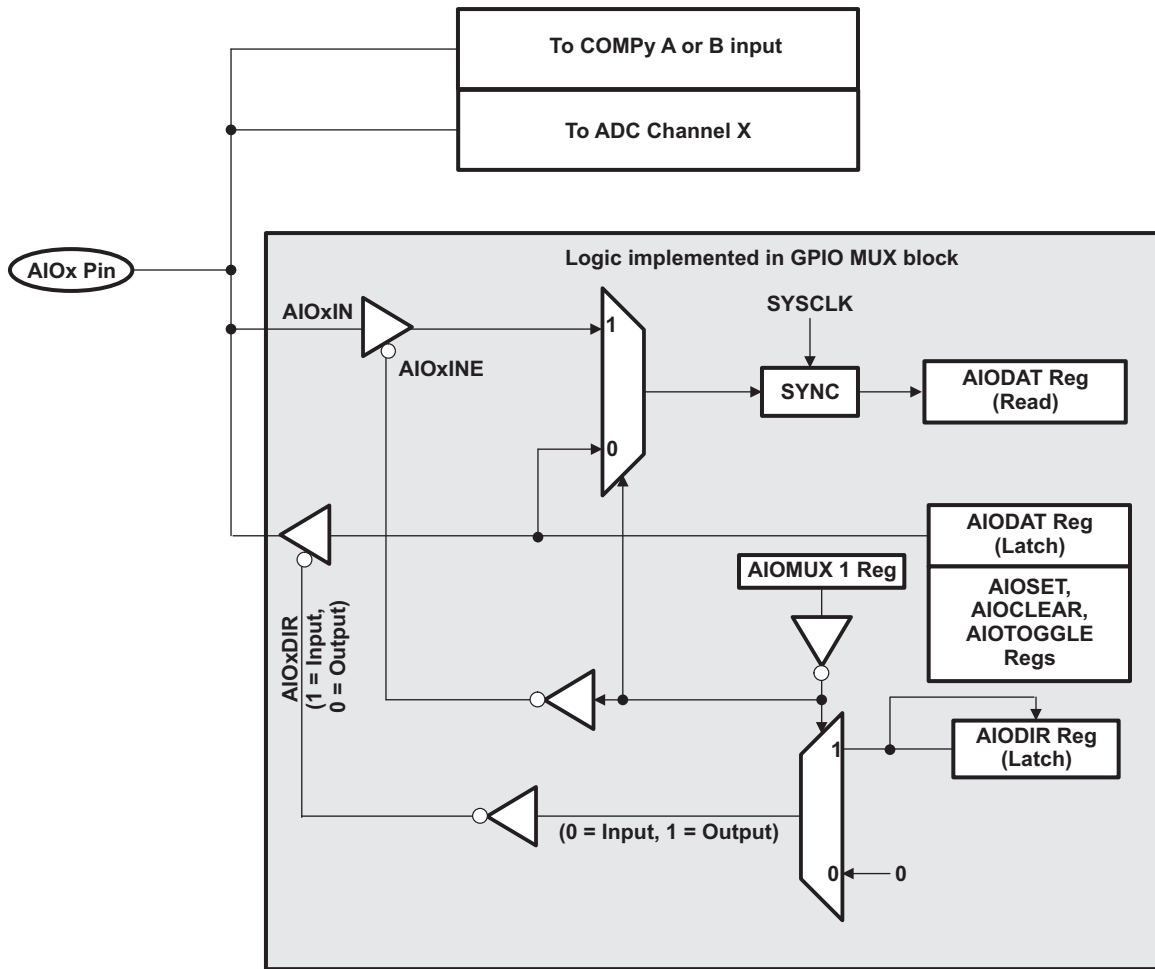 To COMPy A or B input
To ADC Channel X
AIOx Pin
Logic implemented in GPIO MUX block
AIOxIN
1
SYSCLK
AIOxINE
SYNC
AIODAT Reg
(Read)
0
AIODAT Reg
(Latch)
AIOMUX 1 Reg
AIOSET,
AIOCLEAR,
AIOTOGGLE
Regs
AIOxDIR
(1 = Input,
0 = Output)
1
AIODIR Reg
(Latch)
(0 = Input, 1 = Output)
0
0